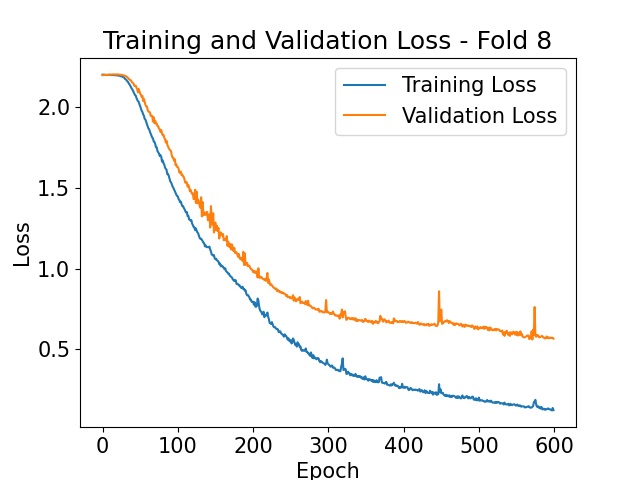 Training and Validation Loss - Fold 8
Training Loss
Validation Loss
Loss
2.0
1.5
1.0
0.5
0 100 200 300 400 500 600
Epoch